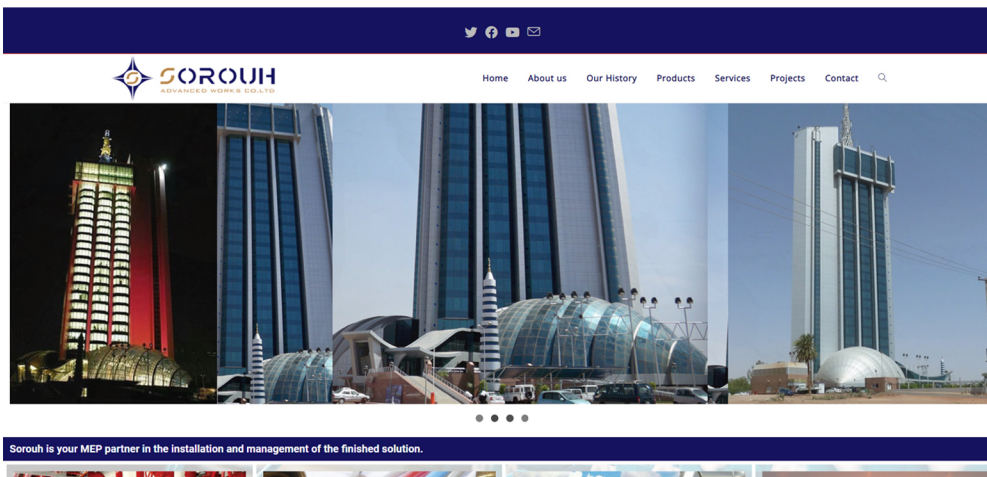 SOROUH
ADVANCED WORKS CO.LTD
Home About us Our History Products Services Projects Contact
Sorouh is your MEP partner in the installation and management of the finished solution.